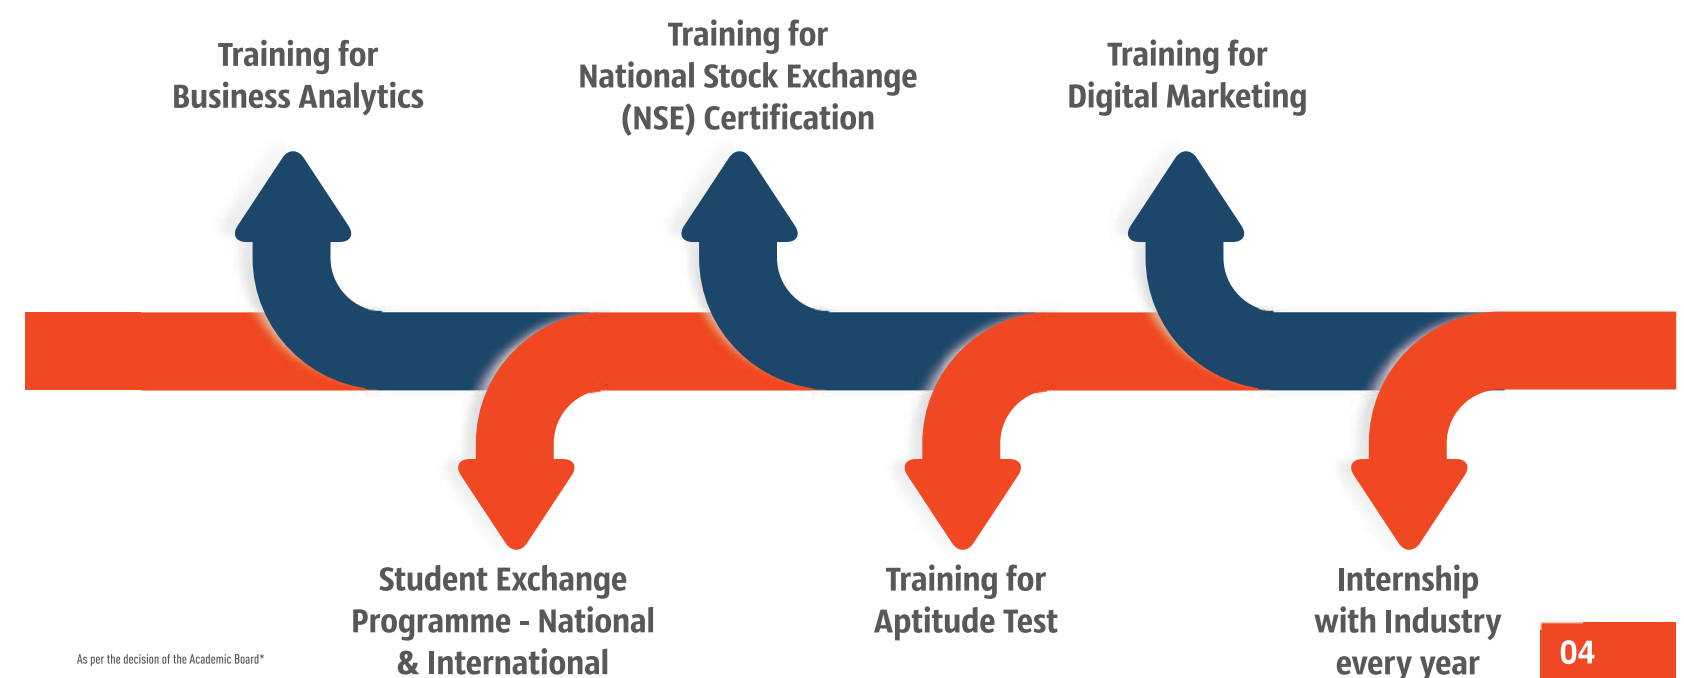 Training for
Business Analytics
Training for
National Stock Exchange
(NSE) Certification
Training for
Digital Marketing
Student Exchange
Programme - National
& International
Training for
Aptitude Test
Internship
with Industry
every year
As per the decision of the Academic Board*
04